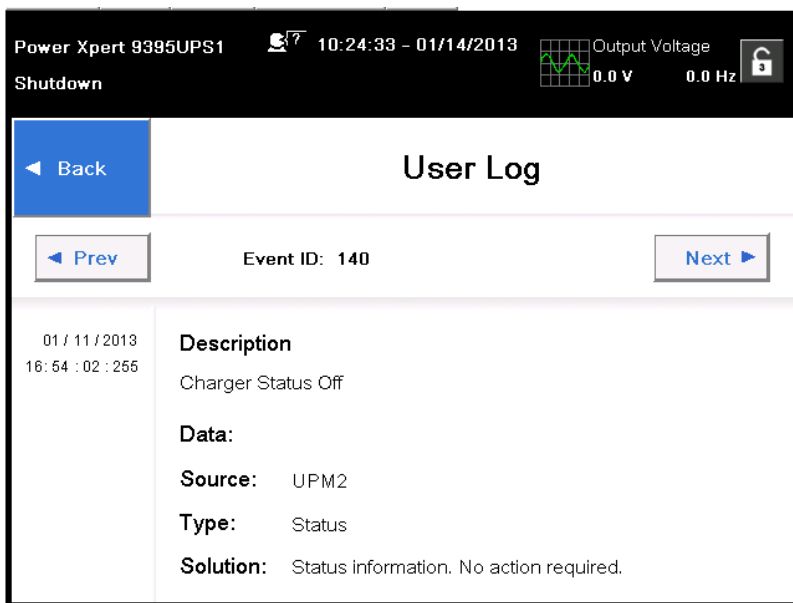 Power Xpert 9395UPS1
? 10:24:33 - 01/14/2013
Output Voltage
Shutdown
0.0 V 0.0 Hz
3
◄ Back
User Log
◄ Prev
Event ID: 140
Next ►
01 / 11 / 2013
16: 54 : 02 : 255
Description
Charger Status Off
Data:
Source: UPM2
Type: Status
Solution: Status information. No action required.